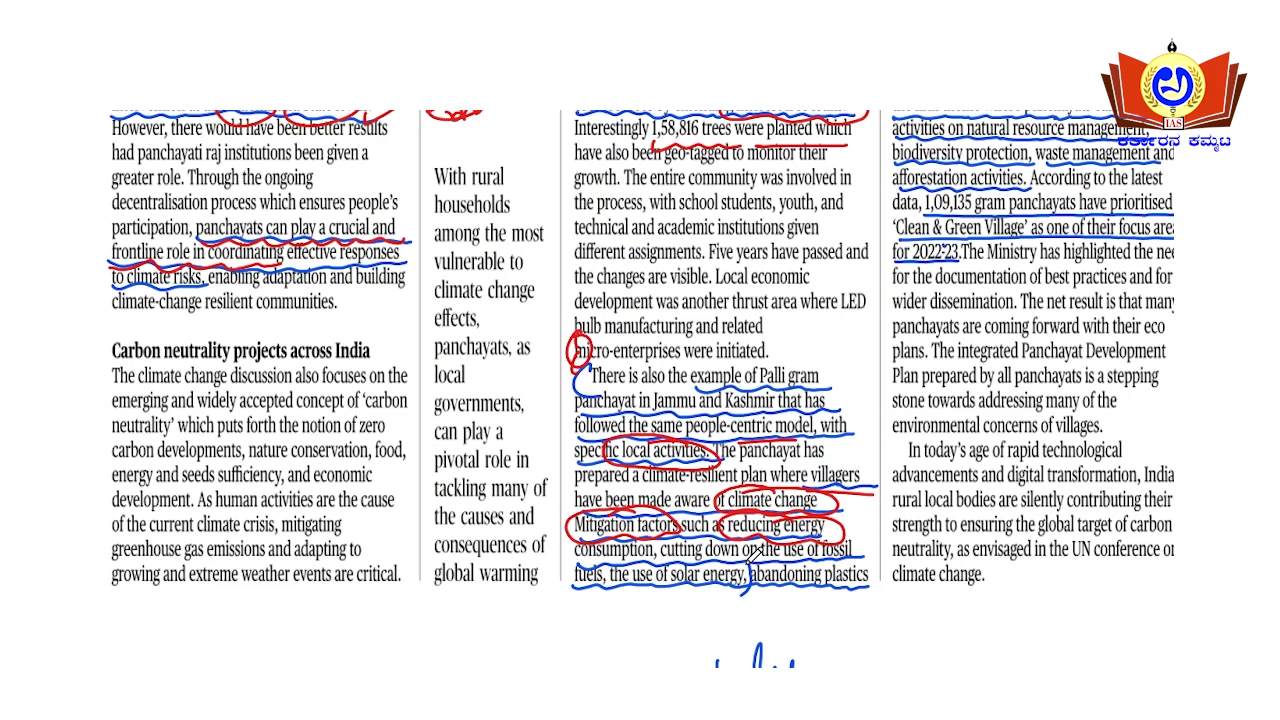 However, there would have been better results
had panchayati raj institutions been given a
greater role. Through the ongoing
decentralisation process which ensures people's
participation, panchayats can play a crucial and
frontline role in coordinating effective responses
to climate risks, enabling adaptation and building
climate-change resilient communities.
Carbon neutrality projects across India
The climate change discussion also focuses on the
emerging and widely accepted concept of 'carbon
neutrality' which puts forth the notion of zero
carbon developments, nature conservation, food,
energy and seeds sufficiency, and economic
development. As human activities are the cause
of the current climate crisis, mitigating
greenhouse gas emissions and adapting to
growing and extreme weather events are critical.
With rural
households
among the most
vulnerable to
climate change
effects,
panchayats, as
local
governments,
can play a
pivotal role in
tackling many of
the causes and
consequences of
global warming
Interestingly 1,58,816 trees were planted which
have also been geo-tagged to monitor their
growth. The entire community was involved in
the process, with school students, youth, and
technical and academic institutions given
different assignments. Five years have passed and
the changes are visible. Local economic
development was another thrust area where LED
bulb manufacturing and related
micro-enterprises were initiated.
There is also the example of Palli gram
panchayat in Jammu and Kashmir that has
followed the same people-centric model, with
specific local activities. The panchayat has
prepared a climate-resilient plan where villagers
have been made aware of climate change
Mitigation factors such as reducing energy
consumption, cutting down on the use of fossil
fuels, the use of solar energy, abandoning plastics
activities on natural resource management,
biodiversity protection, waste management and
afforestation activities. According to the latest
data, 1,09,135 gram panchayats have prioritised
'Clean & Green Village' as one of their focus area
for 2022-23. The Ministry has highlighted the nee
for the documentation of best practices and for
wider dissemination. The net result is that many
panchayats are coming forward with their eco
plans. The integrated Panchayat Development
Plan prepared by all panchayats is a stepping
stone towards addressing many of the
environmental concerns of villages.
In today's age of rapid technological
advancements and digital transformation, India
rural local bodies are silently contributing their
strength to ensuring the global target of carbon
neutrality, as envisaged in the UN conference on
climate change.
IAS
ಕರ್ತಾರನ ಕಮ್ಮಟ